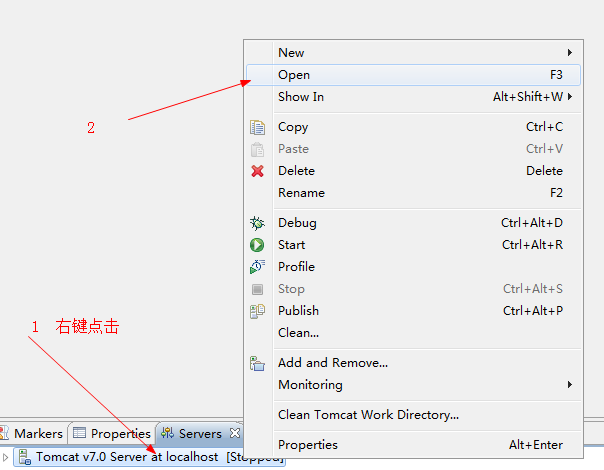 New
Open F3
Show In Alt+Shift+W
2
Copy Ctrl+C
Paste Ctrl+V
Delete Delete
Rename F2
Debug Ctrl+Alt+D
Start Ctrl+Alt+R
Profile
Stop Ctrl+Alt+S
Publish Ctrl+Alt+P
1 右键点击
Clean...
Add and Remove...
Monitoring
Clean Tomcat Work Directory...
Markers Properties Servers
Properties Alt+Enter
Tomcat v7.0 Server at localhost [Stopped]